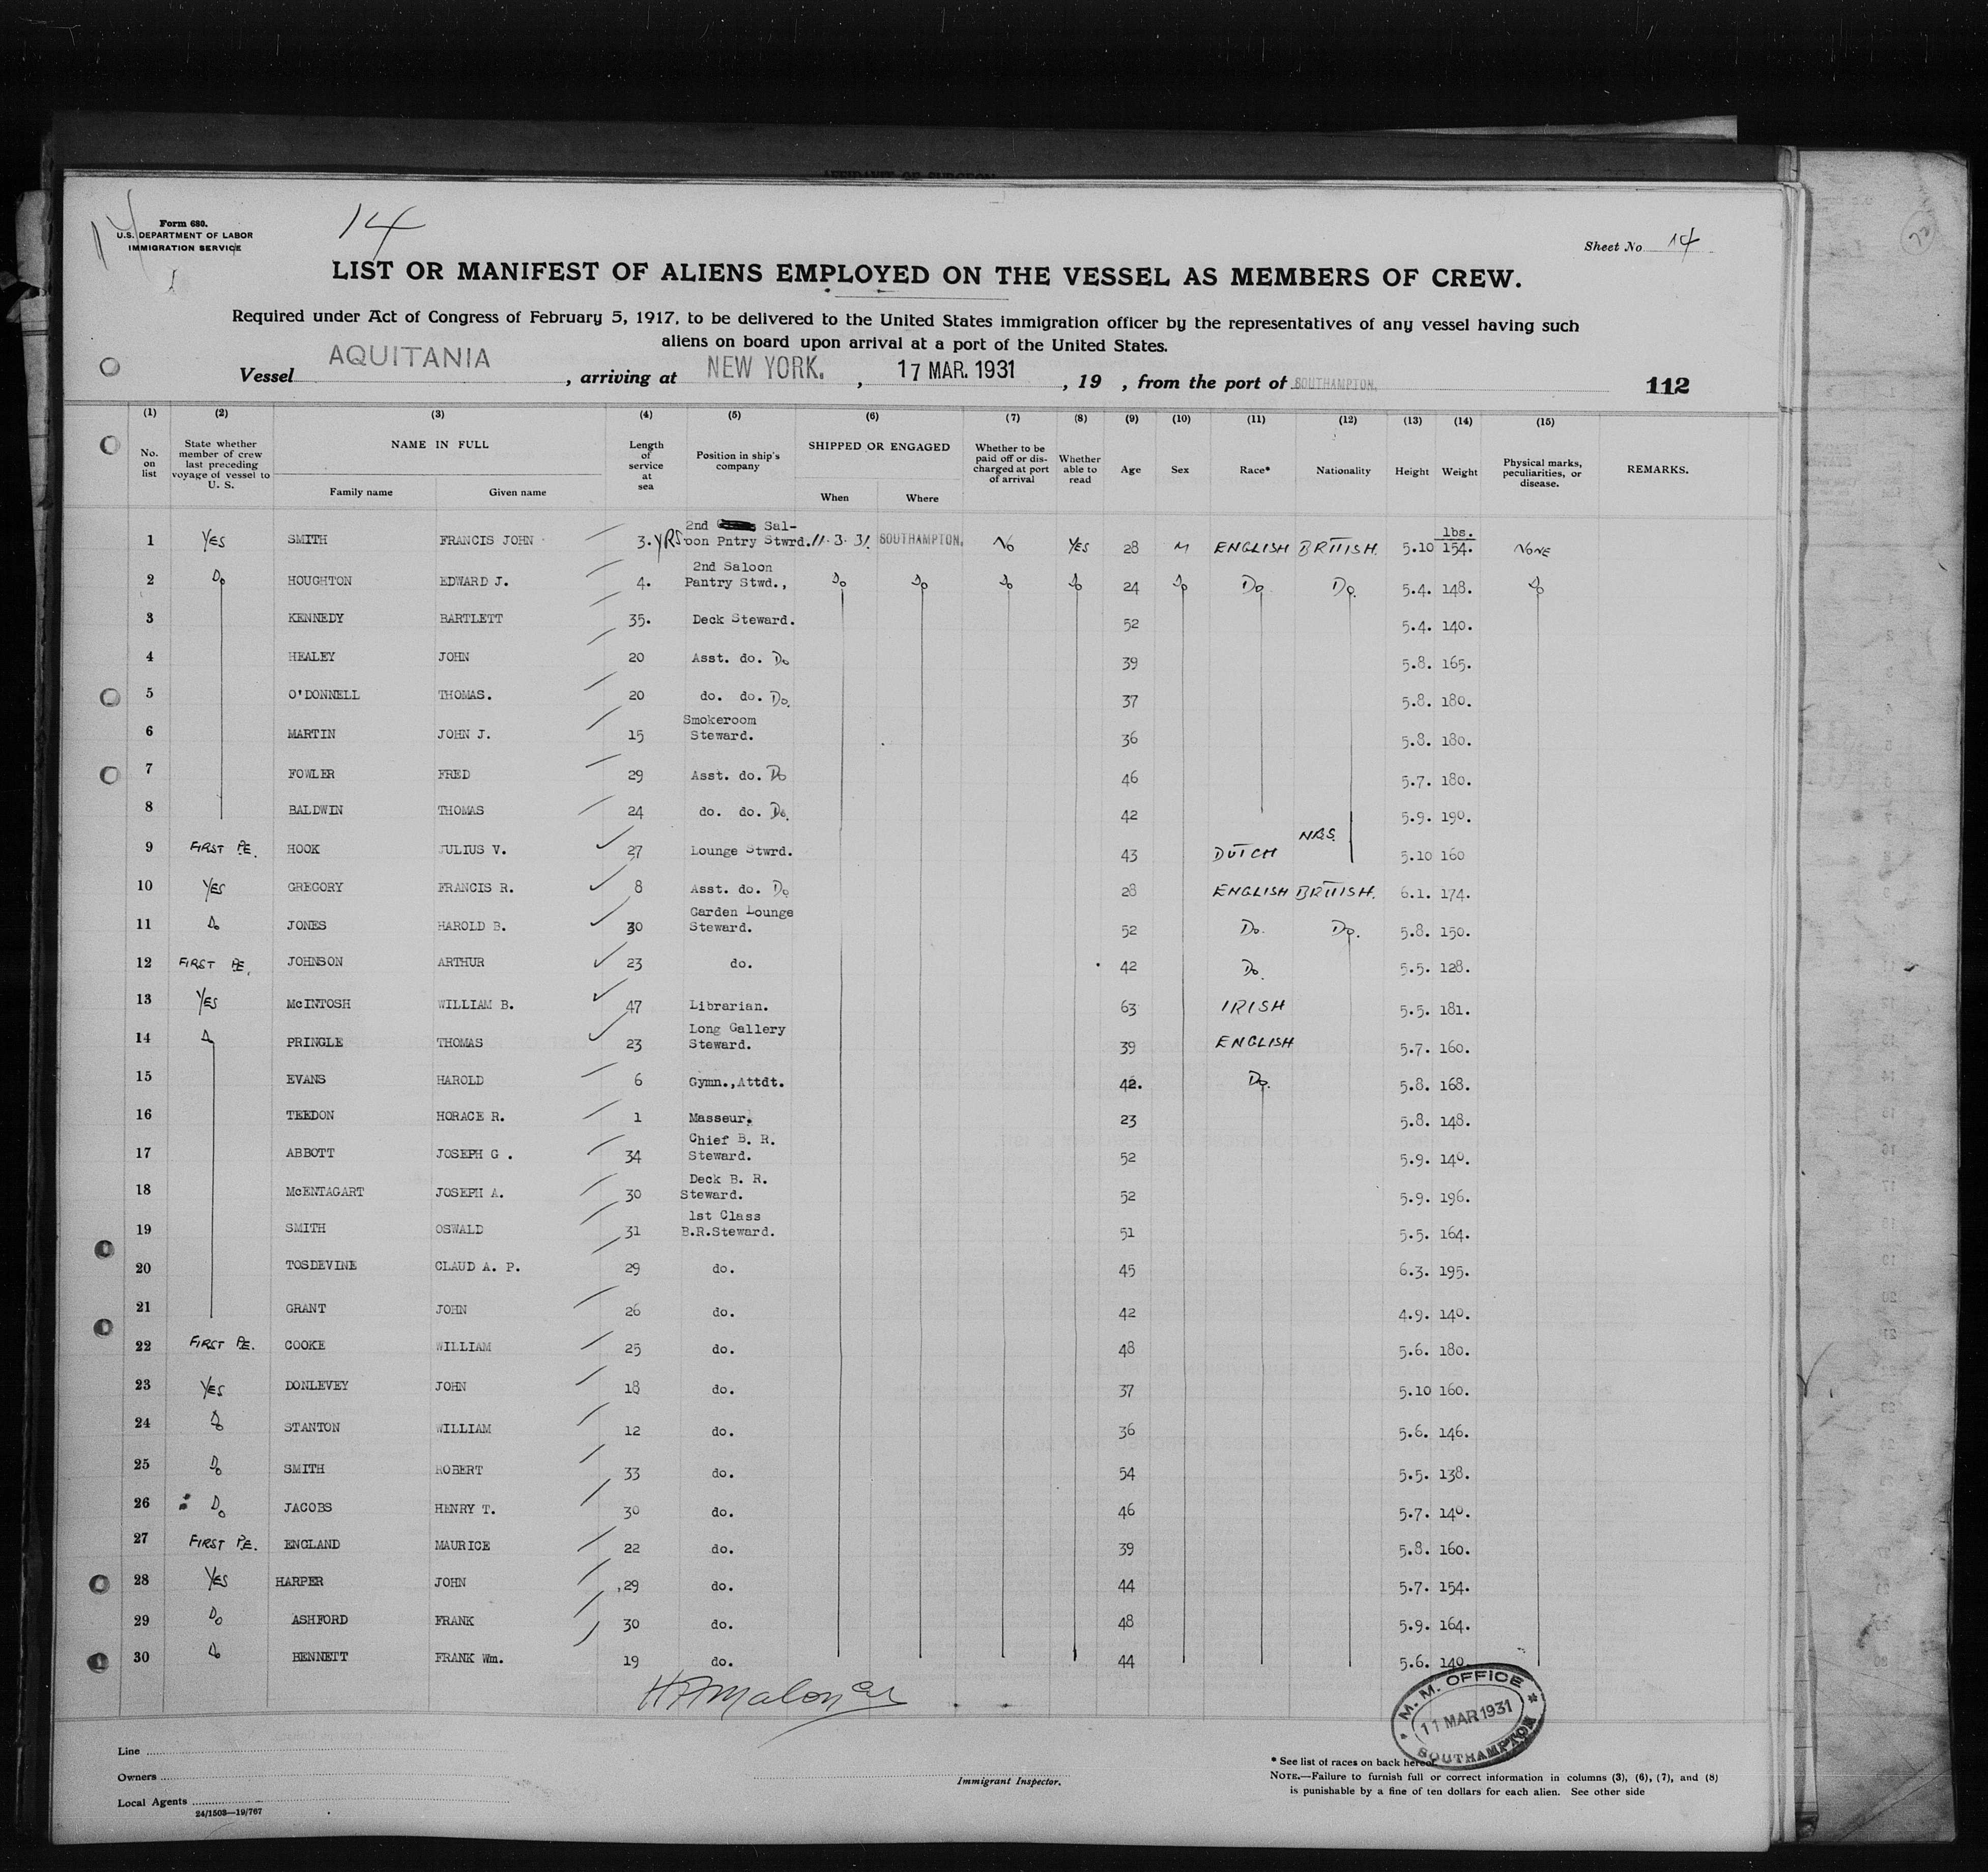 14
Form 680.
U.S. DEPARTMENT OF LABOR
IMMIGRATION SERVICE
Sheet No 14
LIST OR MANIFEST OF ALIENS EMPLOYED ON THE VESSEL AS MEMBERS OF CREW.
Required under Act of Congress of February 5, 1917, to be delivered to the United States immigration officer by the representatives of any vessel having such
aliens on board upon arrival at a port of the United States.
Vessel AQUITANIA, arriving at NEW YORK., 17 MAR. 1931, 19 , from the port of SOUTHAMPTON, 112
(1) (2) (3) (4) (5) (6) (7) (8) (9) (10) (11) (12) (13) (14) (15)
No. on list State whether member of crew last preceding voyage of vessel to U. S. NAME IN FULL Family name Given name Length of service at sea Position in ship's company SHIPPED OR ENGAGED When Where Whether to be paid off or discharged at port of arrival Whether able to read Age Sex Race* Nationality Height Weight Physical marks, peculiarities, or disease. REMARKS.
1 YES SMITH FRANCIS JOHN 3. YRS 2nd Sal-oon Pntry Stwrd. 11-3-31. SOUTHAMPTON. NO YES 28 M ENGLISH BRITISH. 5.10 lbs. 154. NONE
2 Do HOUGHTON EDWARD J. 4. 2nd Saloon Pantry Stwd., Do Do Do Do 24 Do Do Do. 5.4. 148. Do
3 KENNEDY BARTLETT 35. Deck Steward. 52 5.4. 140.
4 HEALEY JOHN 20 Asst. do. Do 39 5.8. 165.
5 O'DONNELL THOMAS. 20 do. do. Do. 37 5.8. 180.
6 MARTIN JOHN J. 15 Smokeroom Steward. 36 5.8. 180.
7 FOWLER FRED 29 Asst. do. Do 46 5.7. 180.
8 BALDWIN THOMAS 24 do. do. Do. 42 5.9. 190.
9 FIRST PE. HOOK JULIUS V. 27 Lounge Stwrd. 43 DUTCH NBS. 5.10 160
10 YES GREGORY FRANCIS R. 8 Asst. do. Do 28 ENGLISH BRITISH. 6.1. 174.
11 Do JONES HAROLD B. 30 Garden Lounge Steward. 52 Do. Do. 5.8. 150.
12 FIRST PE. JOHNSON ARTHUR 23 do. 42 Do. 5.5. 128.
13 YES McINTOSH WILLIAM B. 47 Librarian. 63 IRISH 5.5. 181.
14 Do PRINGLE THOMAS 23 Long Gallery Steward. 39 ENGLISH 5.7. 160.
15 EVANS HAROLD 6 Gymn.,Attdt. 42. Do. 5.8. 168.
16 TEEDON HORACE R. 1 Masseur. 23 5.8. 148.
17 ABBOTT JOSEPH G . 34 Chief B. R. Steward. 52 5.9. 140.
18 McENTAGART JOSEPH A. 30 Deck B. R. Steward. 52 5.9. 196.
19 SMITH OSWALD 31 1st Class B.R.Steward. 51 5.5. 164.
20 TOSDEVINE CLAUD A. P. 29 do. 45 6.3. 195.
21 GRANT JOHN 26 do. 42 4.9. 140.
22 FIRST PE. COOKE WILLIAM 25 do. 48 5.6. 180.
23 YES DONLEVEY JOHN 18 do. 37 5.10 160.
24 Do STANTON WILLIAM 12 do. 36 5.6. 146.
25 Do SMITH ROBERT 33 do. 54 5.5. 138.
26 Do JACOBS HENRY T. 30 do. 46 5.7. 140.
27 FIRST P.E. ENGLAND MAURICE 22 do. 39 5.8. 160.
28 YES HARPER JOHN 29 do. 44 5.7. 154.
29 Do ASHFORD FRANK 30 do. 48 5.9. 164.
30 Do BENNETT FRANK Wm. 19 do. 44 5.6. 140
M. M. OFFICE
11 MAR 1931
SOUTHAMPTON
Line
Owners
Local Agents
24/1503—19/767
Immigrant Inspector.
* See list of races on back hereof
NOTE.—Failure to furnish full or correct information in columns (3), (6), (7), and (8)
is punishable by a fine of ten dollars for each alien. See other side